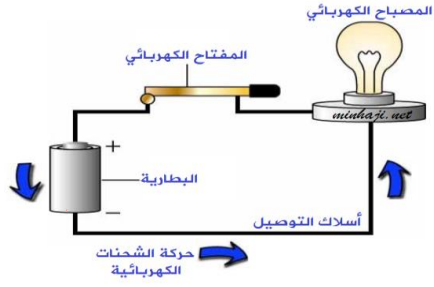 المصباح الكهربائي
المفتاح الكهربائي
minhaji.net
+
البطارية
−
أسلاك التوصيل
حركة الشحنات
الكهربائية